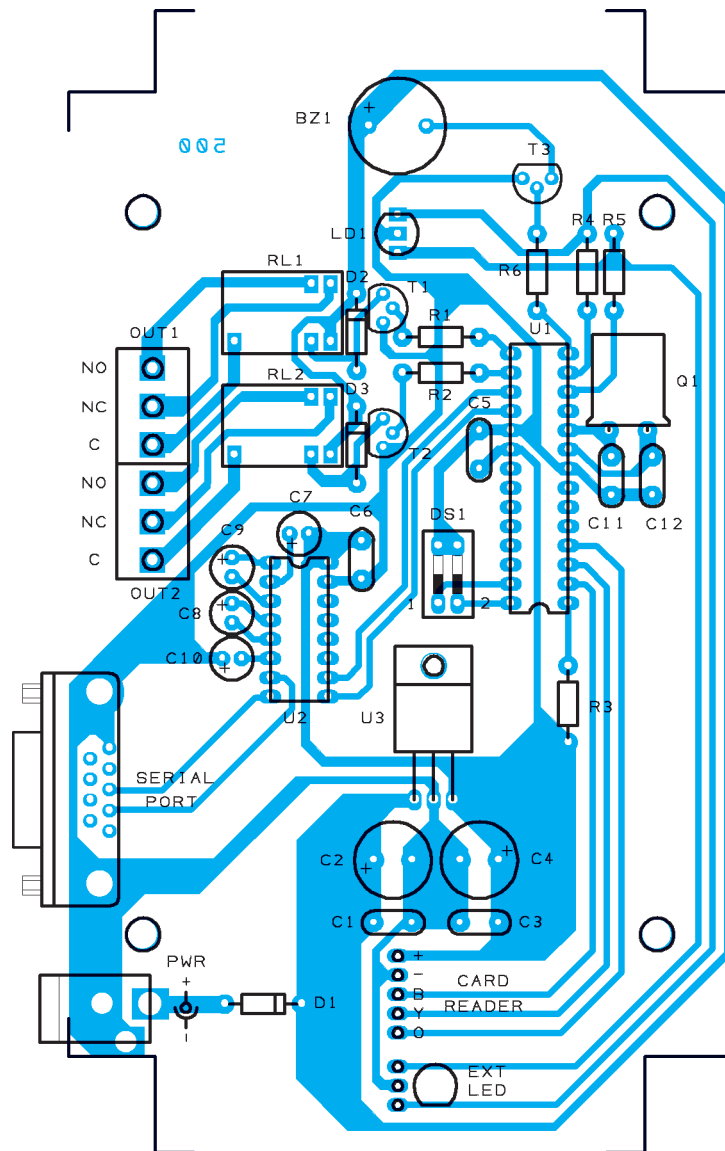 BZ1
500
T3
LD1
R4 R5
RL1
D2
R6
T1
OUT1
R1
U1
NO
RL2
D3
R2
Q1
NC
C5
C
T2
NO
C7
C6
DS1
NC
C9
C11
C12
C
OUT2
C8
1 2
C10
U2
U3
R3
SERIAL
PORT
C2
C4
C1
C3
PWR
+
-
+
-
B
Y
O
CARD
READER
D1
EXT
LED
+
+
+
+
+
+
+